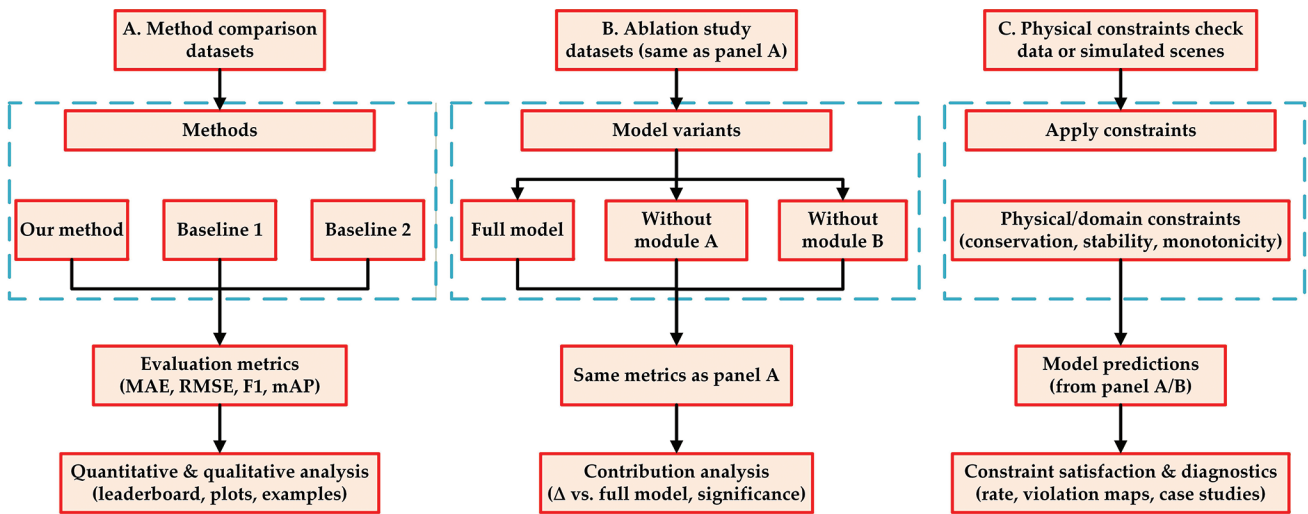 A. Method comparison
datasets
Methods
Our method
Baseline 1
Baseline 2
Evaluation metrics
(MAE, RMSE, F1, mAP)
Quantitative & qualitative analysis
(leaderboard, plots, examples)
B. Ablation study
datasets (same as panel A)
Model variants
Full model
Without
module A
Without
module B
Same metrics as panel A
Contribution analysis
(Δ vs. full model, significance)
C. Physical constraints check
data or simulated scenes
Apply constraints
Physical/domain constraints
(conservation, stability, monotonicity)
Model predictions
(from panel A/B)
Constraint satisfaction & diagnostics
(rate, violation maps, case studies)